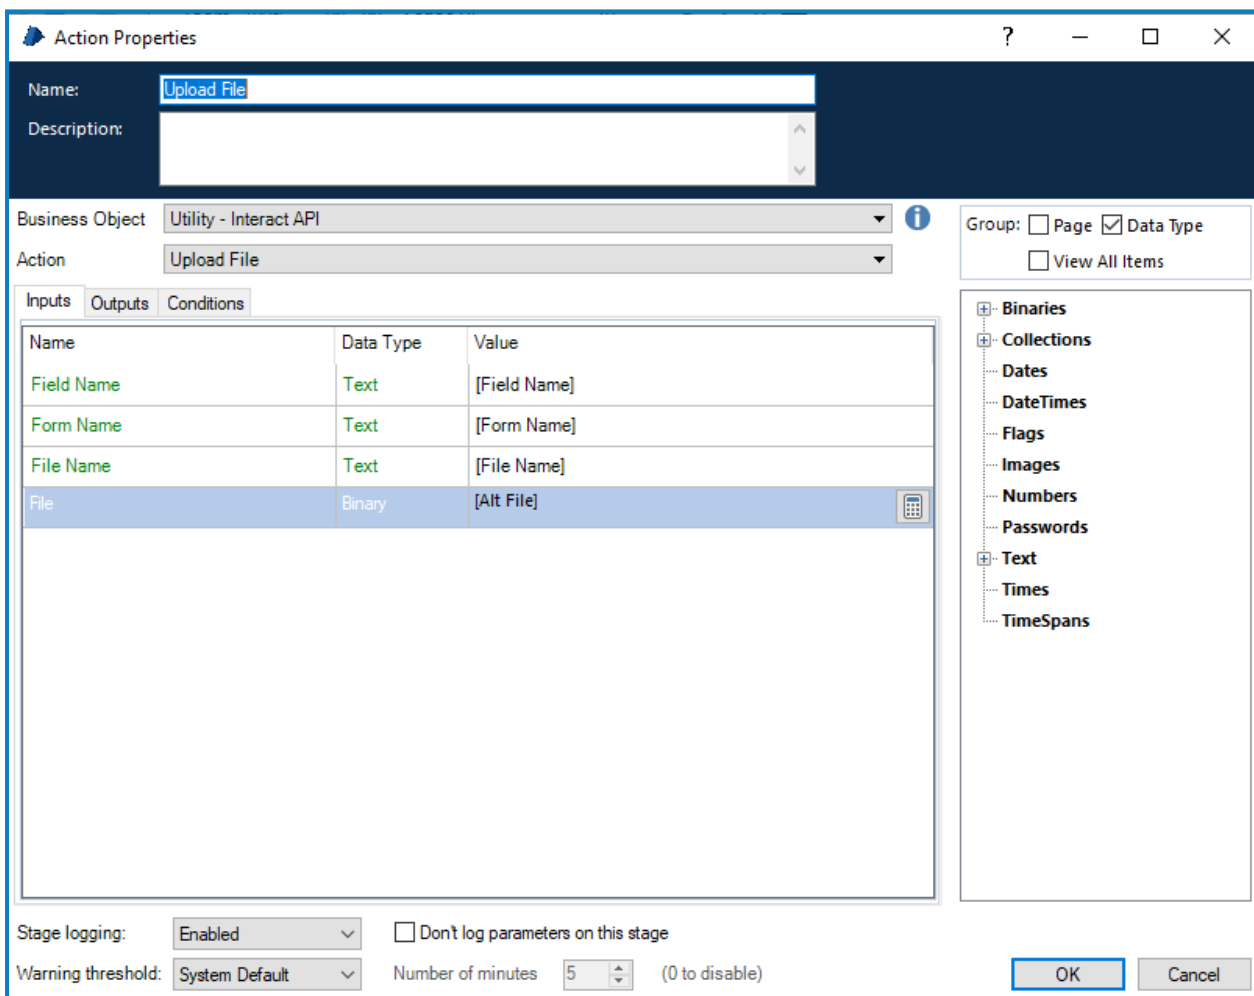 Action Properties
?
Name: Upload File
Description:
Business Object Utility - Interact API
Action Upload File
Group: Page Data Type
View All Items
Inputs Outputs Conditions
Name Data Type Value
Field Name Text [Field Name]
Form Name Text [Form Name]
File Name Text [File Name]
File Binary [Alt File]
Binaries
Collections
Dates
DateTimes
Flags
Images
Numbers
Passwords
Text
Times
TimeSpans
Stage logging: Enabled Don't log parameters on this stage
Warning threshold: System Default Number of minutes 5 (0 to disable)
OK Cancel